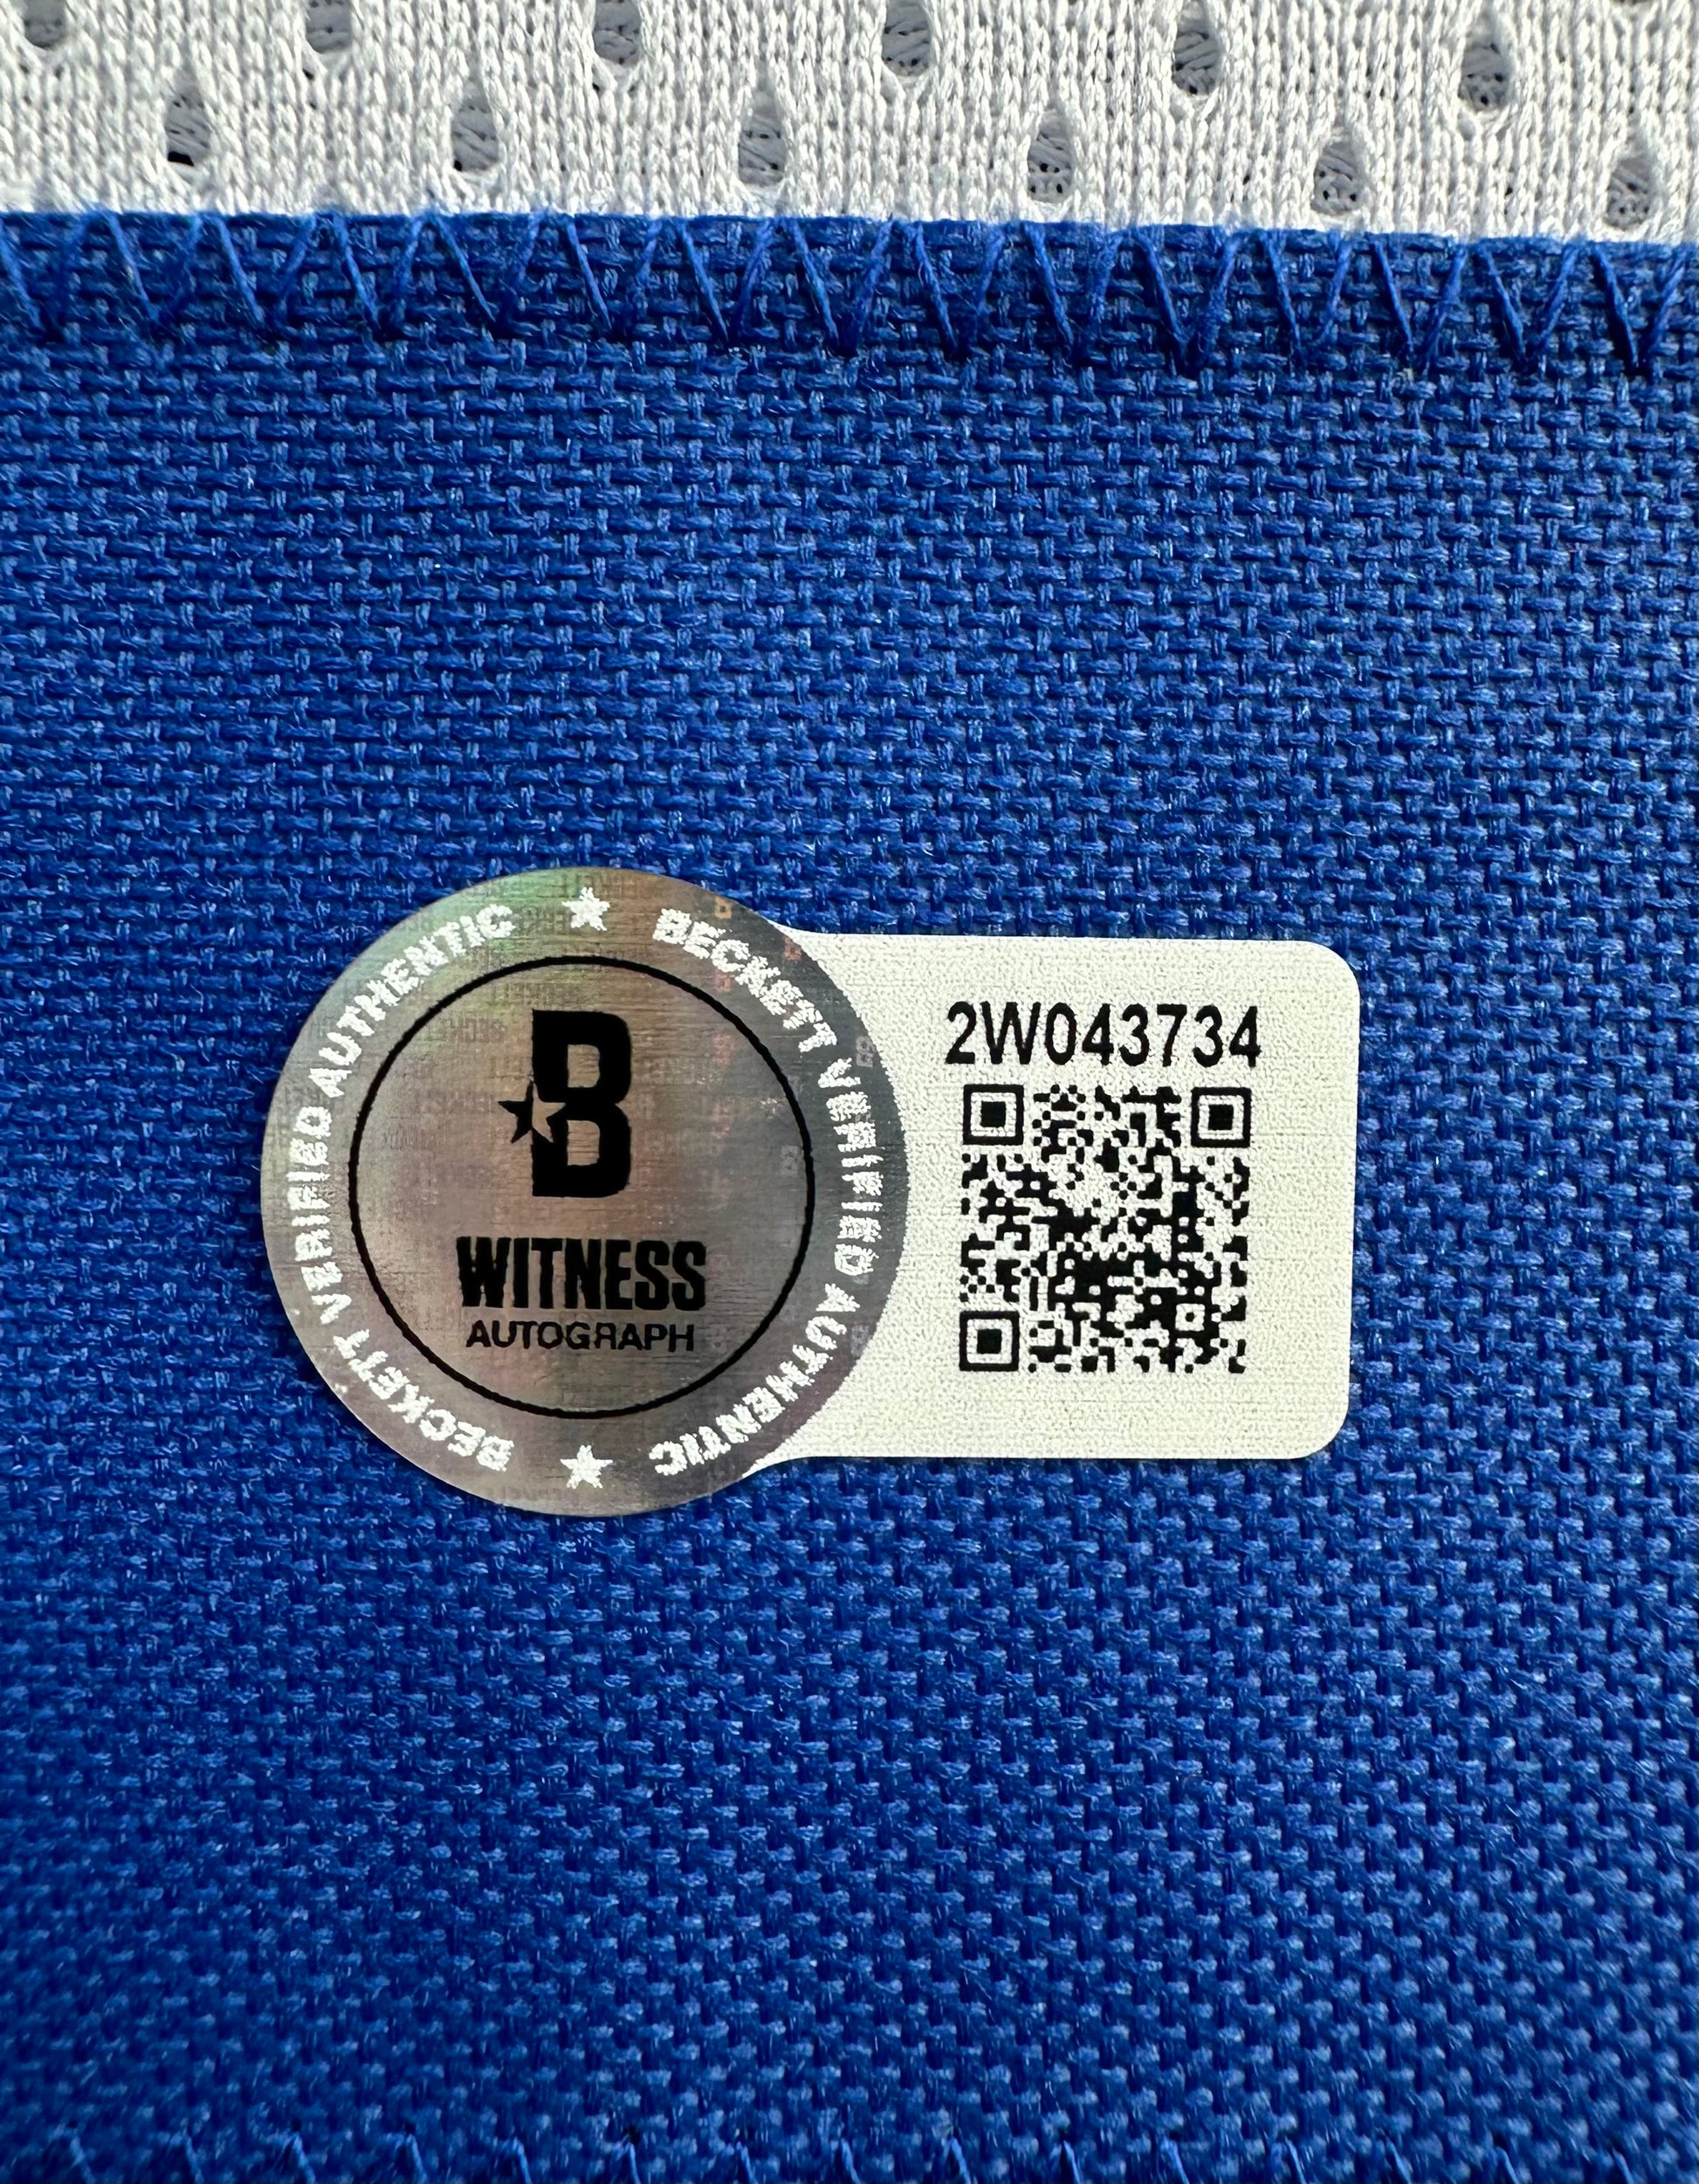 BECKETT VERIFIED AUTHENTIC ★ BECKETT VERIFIED AUTHENTIC ★
B
WITNESS
AUTOGRAPH
2W043734